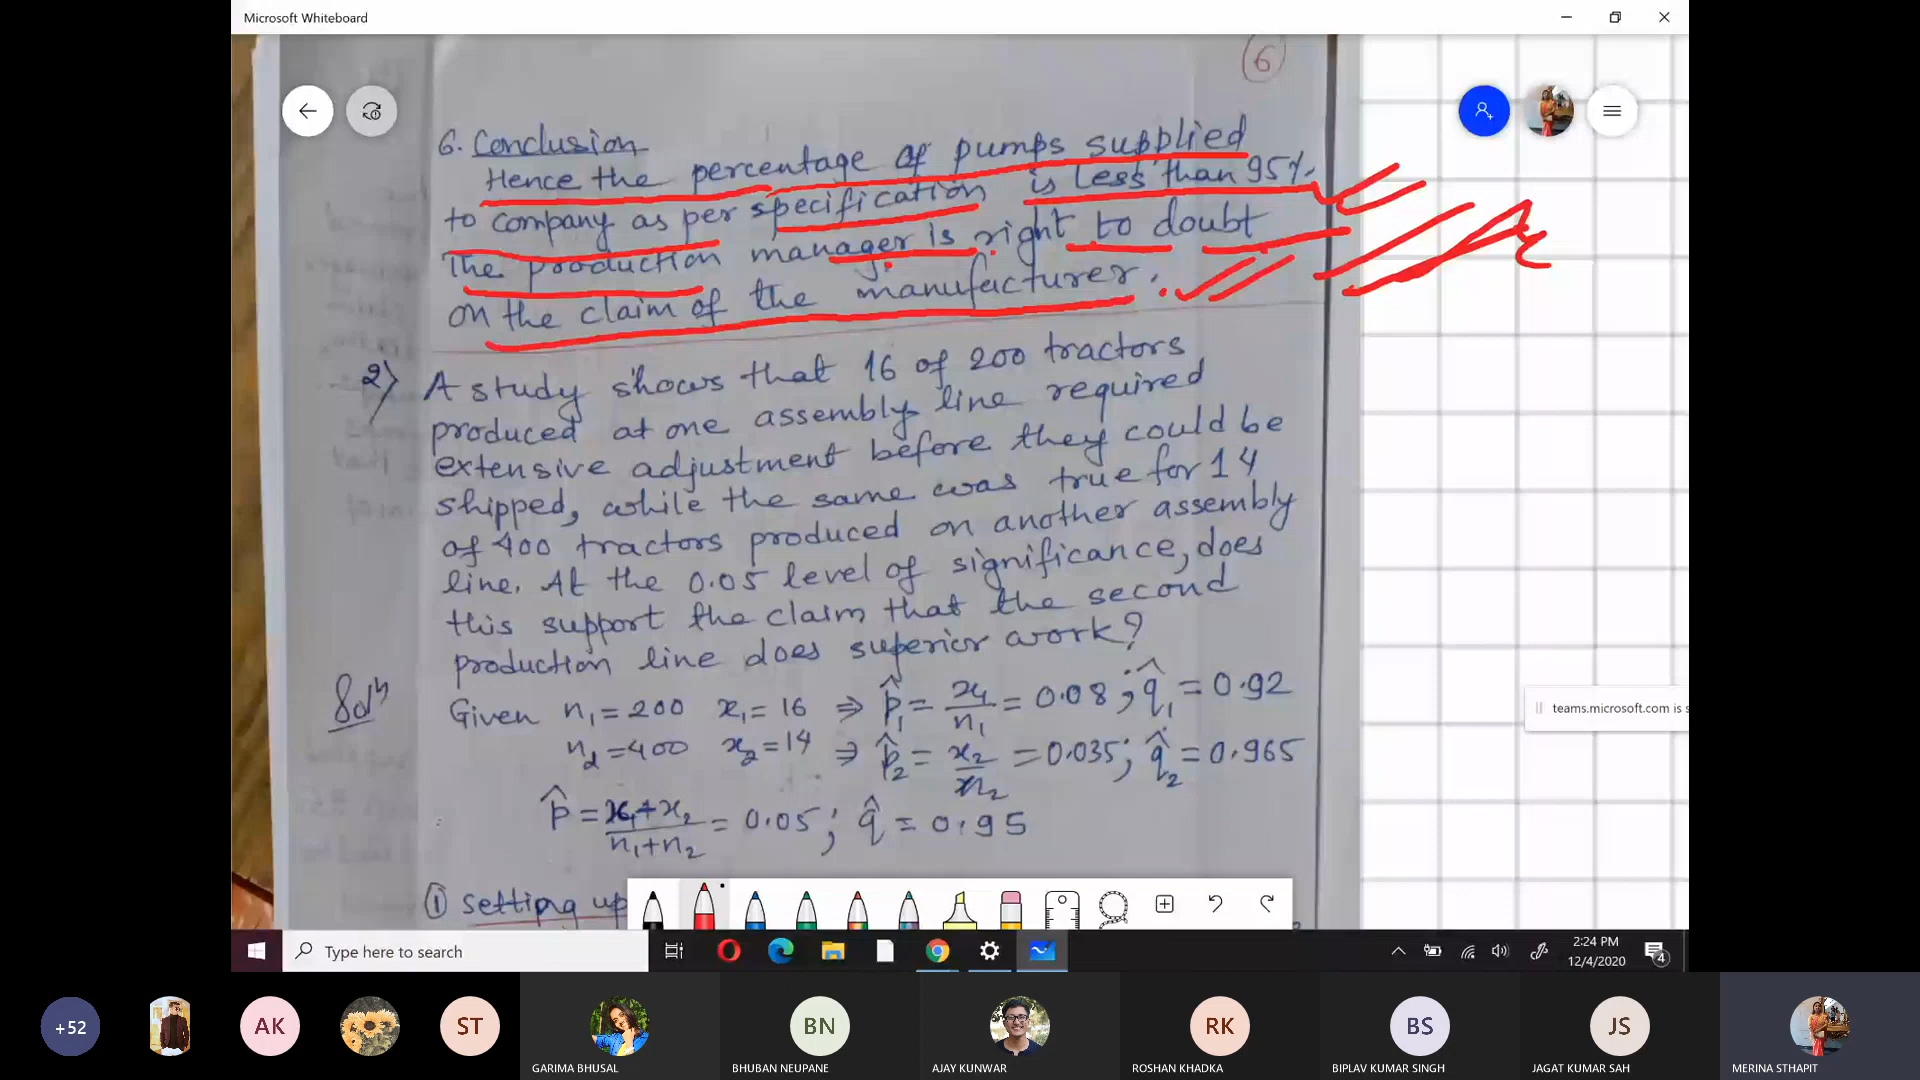 Microsoft Whiteboard
6
6. Conclusion
Hence the percentage of pumps supplied
to company as per specification is less than 95%.
The production manager is right to doubt
on the claim of the manufacturer.
2) A study shows that 16 of 200 tractors
produced at one assembly line required
extensive adjustment before they could be
shipped, while the same was true for 14
of 400 tractors produced on another assembly
line. At the 0.05 level of significance, does
this support the claim that the second
production line does superior work?
Solⁿ
Given n₁ = 200 x₁ = 16 ⇒ p̂₁ = x₁/n₁ = 0.08 ; q̂₁ = 0.92
n₂ = 400 x₂ = 14 ⇒ p̂₂ = x₂/n₂ = 0.035 ; q̂₂ = 0.965
p̂ = x₁+x₂/n₁+n₂ = 0.05 ; q̂ = 0.95
① Setting up
teams.microsoft.com is s
Type here to search
2:24 PM
12/4/2020
4
+52
AK
ST
BN
RK
BS
JS
GARIMA BHUSAL
BHUBAN NEUPANE
AJAY KUNWAR
ROSHAN KHADKA
BIPLAV KUMAR SINGH
JAGAT KUMAR SAH
MERINA STHAPIT